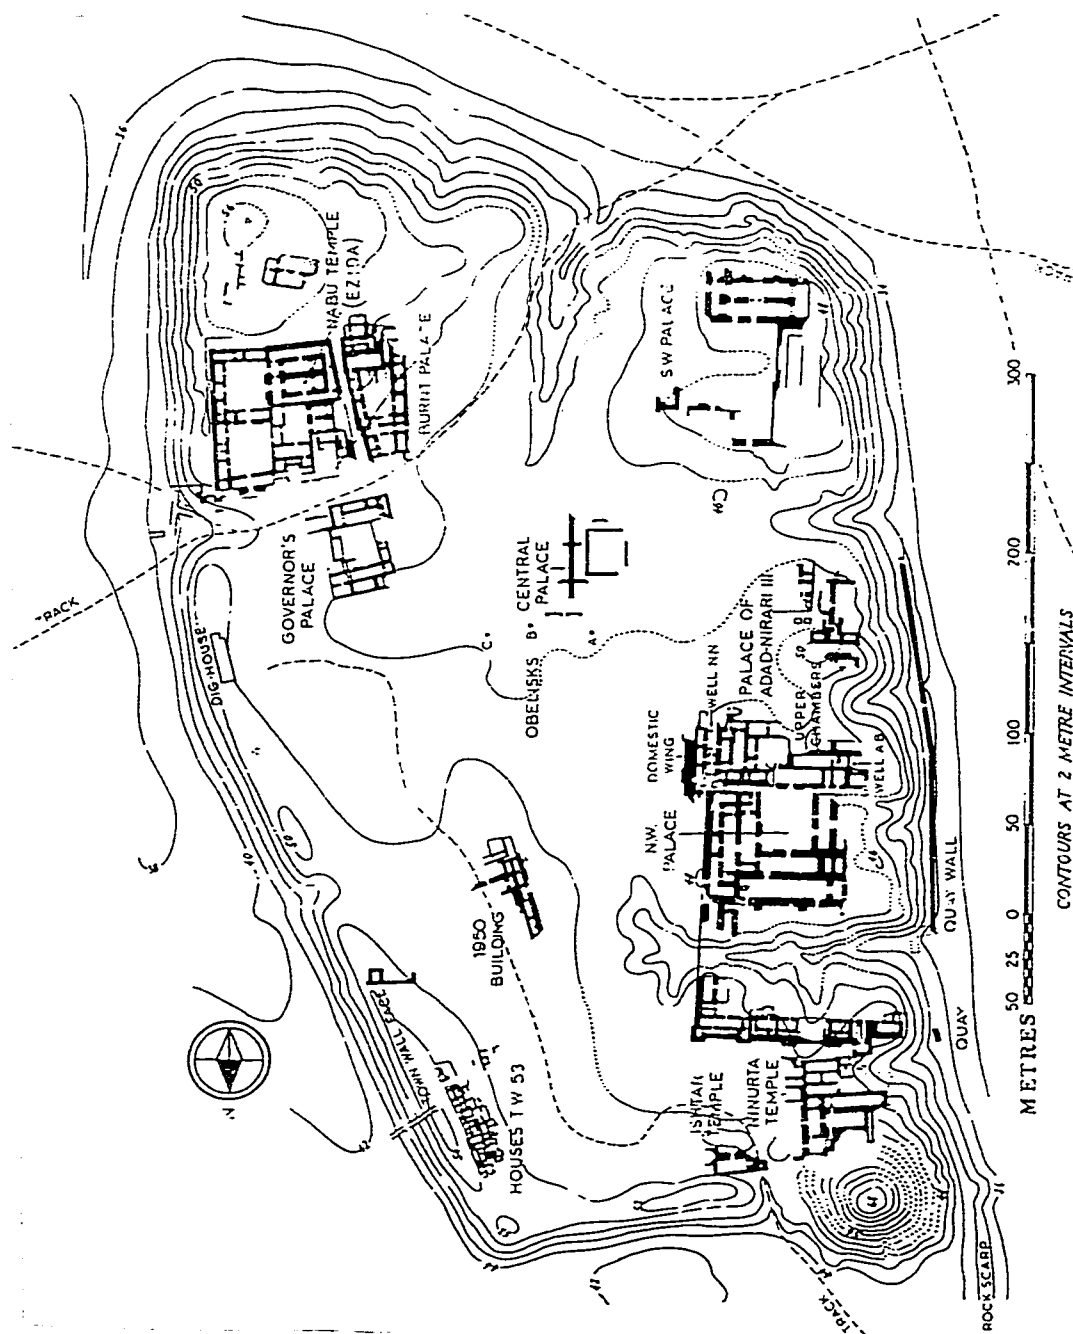 NABU TEMPLE
(EZIDA)
BURNT PALACE
S W PALACE
TRACK
GOVERNOR'S
PALACE
DIG-HOUSE
CENTRAL
PALACE
C
B
A
OBELISKS
PALACE OF
ADAD-NIRARI III
UPPER
CHAMBERS
WELL NN
DOMESTIC
WING
WELL AB
N.W.
PALACE
1950
BUILDING
TOWN WALL
HOUSES T W 53
N
ISHTAR
TEMPLE
NINURTA
TEMPLE
QUAY WALL
QUAY
ROCK SCARP
TRACK
METRES
50 25 0 50 100 200 300
CONTOURS AT 2 METRE INTERVALS